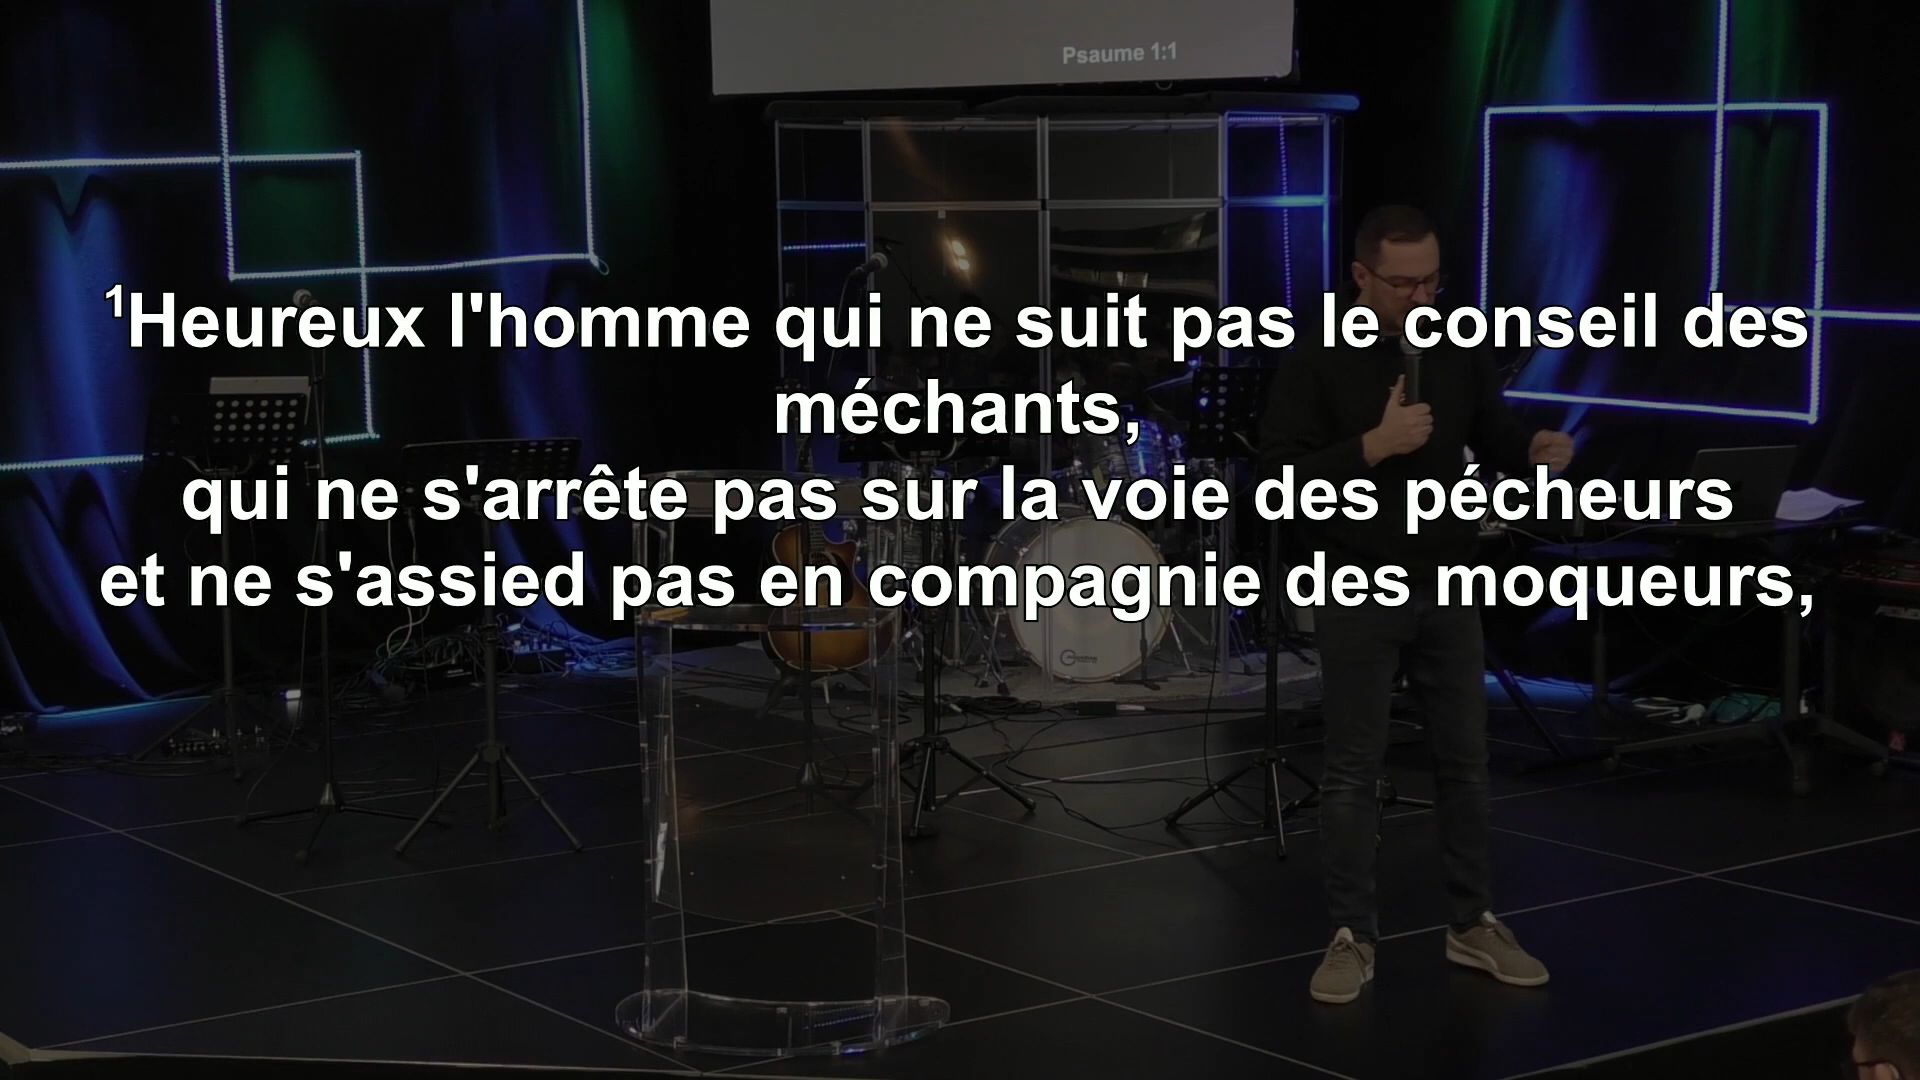 Psaume 1:1
¹Heureux l'homme qui ne suit pas le conseil des
méchants,
qui ne s'arrête pas sur la voie des pécheurs
et ne s'assied pas en compagnie des moqueurs,